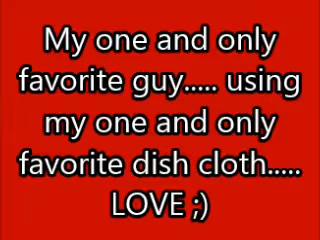 My one and only
favorite guy..... using
my one and only
favorite dish cloth.....
LOVE ;)